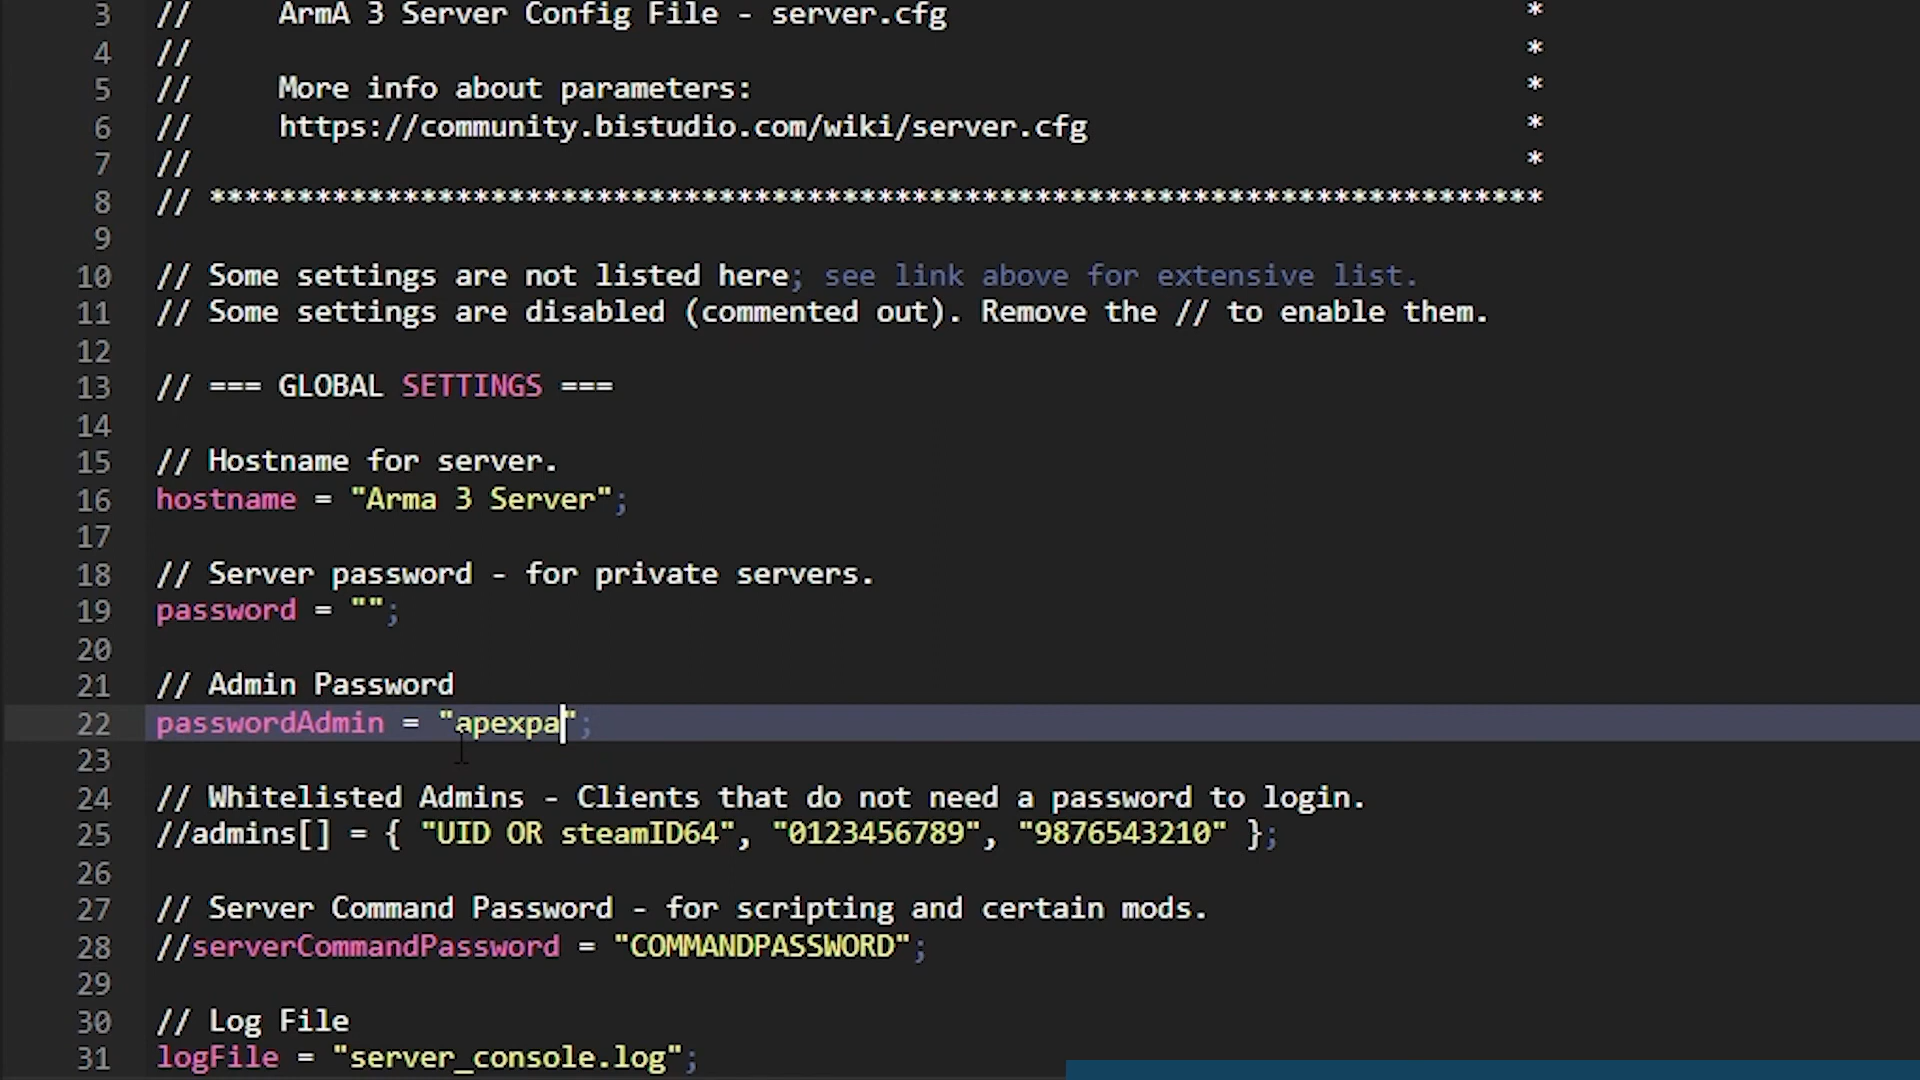 3 // ArmA 3 Server Config File - server.cfg *
4 // *
5 // More info about parameters: *
6 // https://community.bistudio.com/wiki/server.cfg *
7 // *
8 // ****************************************************************************
9
10 // Some settings are not listed here; see link above for extensive list.
11 // Some settings are disabled (commented out). Remove the // to enable them.
12
13 // === GLOBAL SETTINGS ===
14
15 // Hostname for server.
16 hostname = "Arma 3 Server";
17
18 // Server password - for private servers.
19 password = "";
20
21 // Admin Password
22 passwordAdmin = "apexpa";
23
24 // Whitelisted Admins - Clients that do not need a password to login.
25 //admins[] = { "UID OR steamID64", "0123456789", "9876543210" };
26
27 // Server Command Password - for scripting and certain mods.
28 //serverCommandPassword = "COMMANDPASSWORD";
29
30 // Log File
31 logFile = "server_console.log";